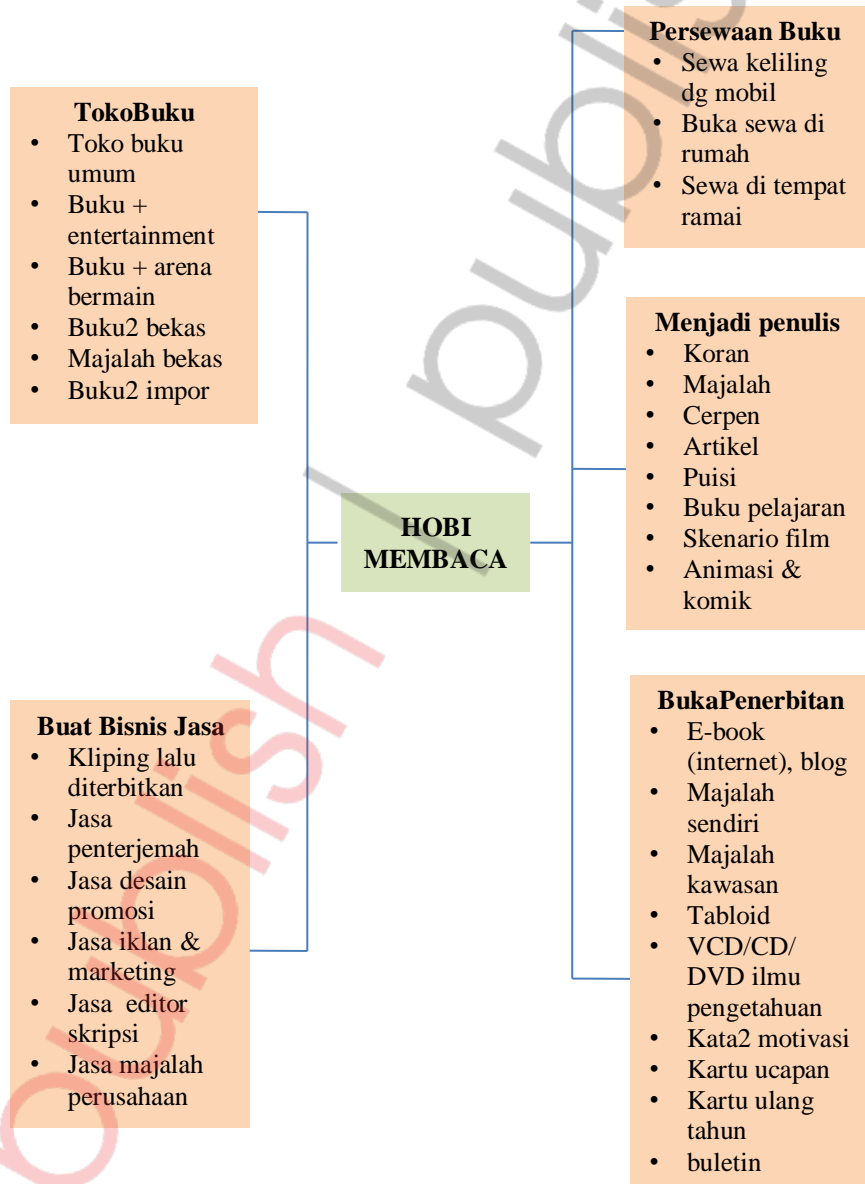 TokoBuku
• Toko buku
umum
• Buku +
entertainment
• Buku + arena
bermain
• Buku2 bekas
• Majalah bekas
• Buku2 impor
Buat Bisnis Jasa
• Kliping lalu
diterbitkan
• Jasa
penterjemah
• Jasa desain
promosi
• Jasa iklan &
marketing
• Jasa editor
skripsi
• Jasa majalah
perusahaan
HOBI
MEMBACA
Persewaan Buku
• Sewa keliling
dg mobil
• Buka sewa di
rumah
• Sewa di tempat
ramai
Menjadi penulis
• Koran
• Majalah
• Cerpen
• Artikel
• Puisi
• Buku pelajaran
• Skenario film
• Animasi &
komik
BukaPenerbitan
• E-book
(internet), blog
• Majalah
sendiri
• Majalah
kawasan
• Tabloid
• VCD/CD/
DVD ilmu
pengetahuan
• Kata2 motivasi
• Kartu ucapan
• Kartu ulang
tahun
• buletin
publish | publis